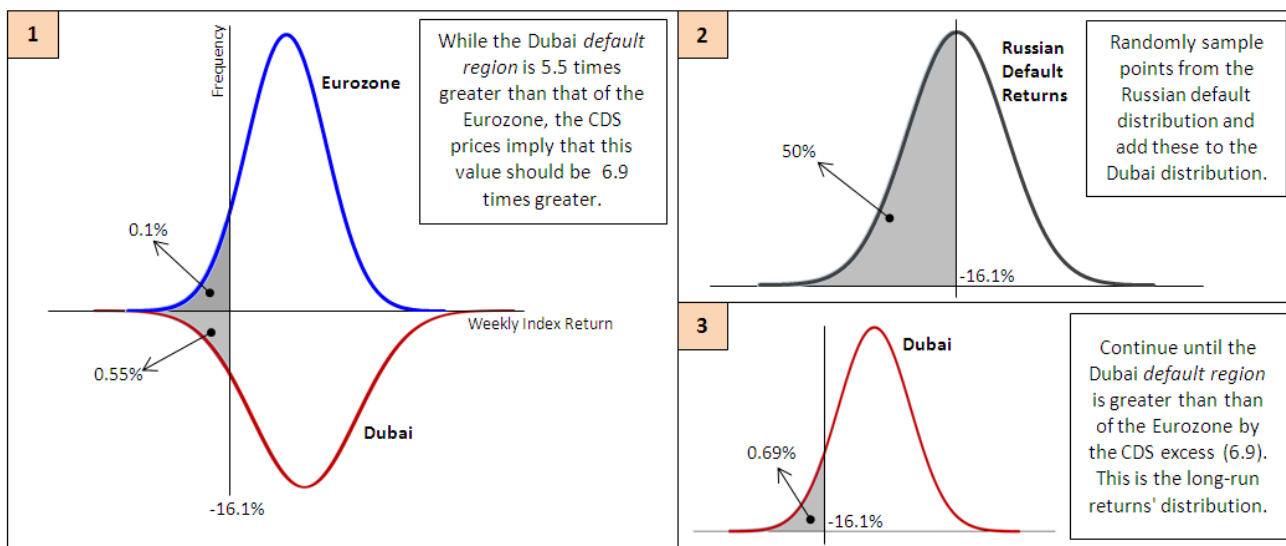 1
Frequency
Eurozone
While the Dubai default
region is 5.5 times
greater than that of the
Eurozone, the CDS
prices imply that this
value should be 6.9
times greater.
0.1%
Weekly Index Return
0.55%
Dubai
-16.1%
2
Russian
Default
Returns
Randomly sample
points from the
Russian default
distribution and
add these to the
Dubai distribution.
50%
-16.1%
3
Dubai
Continue until the
Dubai default region
is greater than than
of the Eurozone by
the CDS excess (6.9).
This is the long-run
returns' distribution.
0.69%
-16.1%